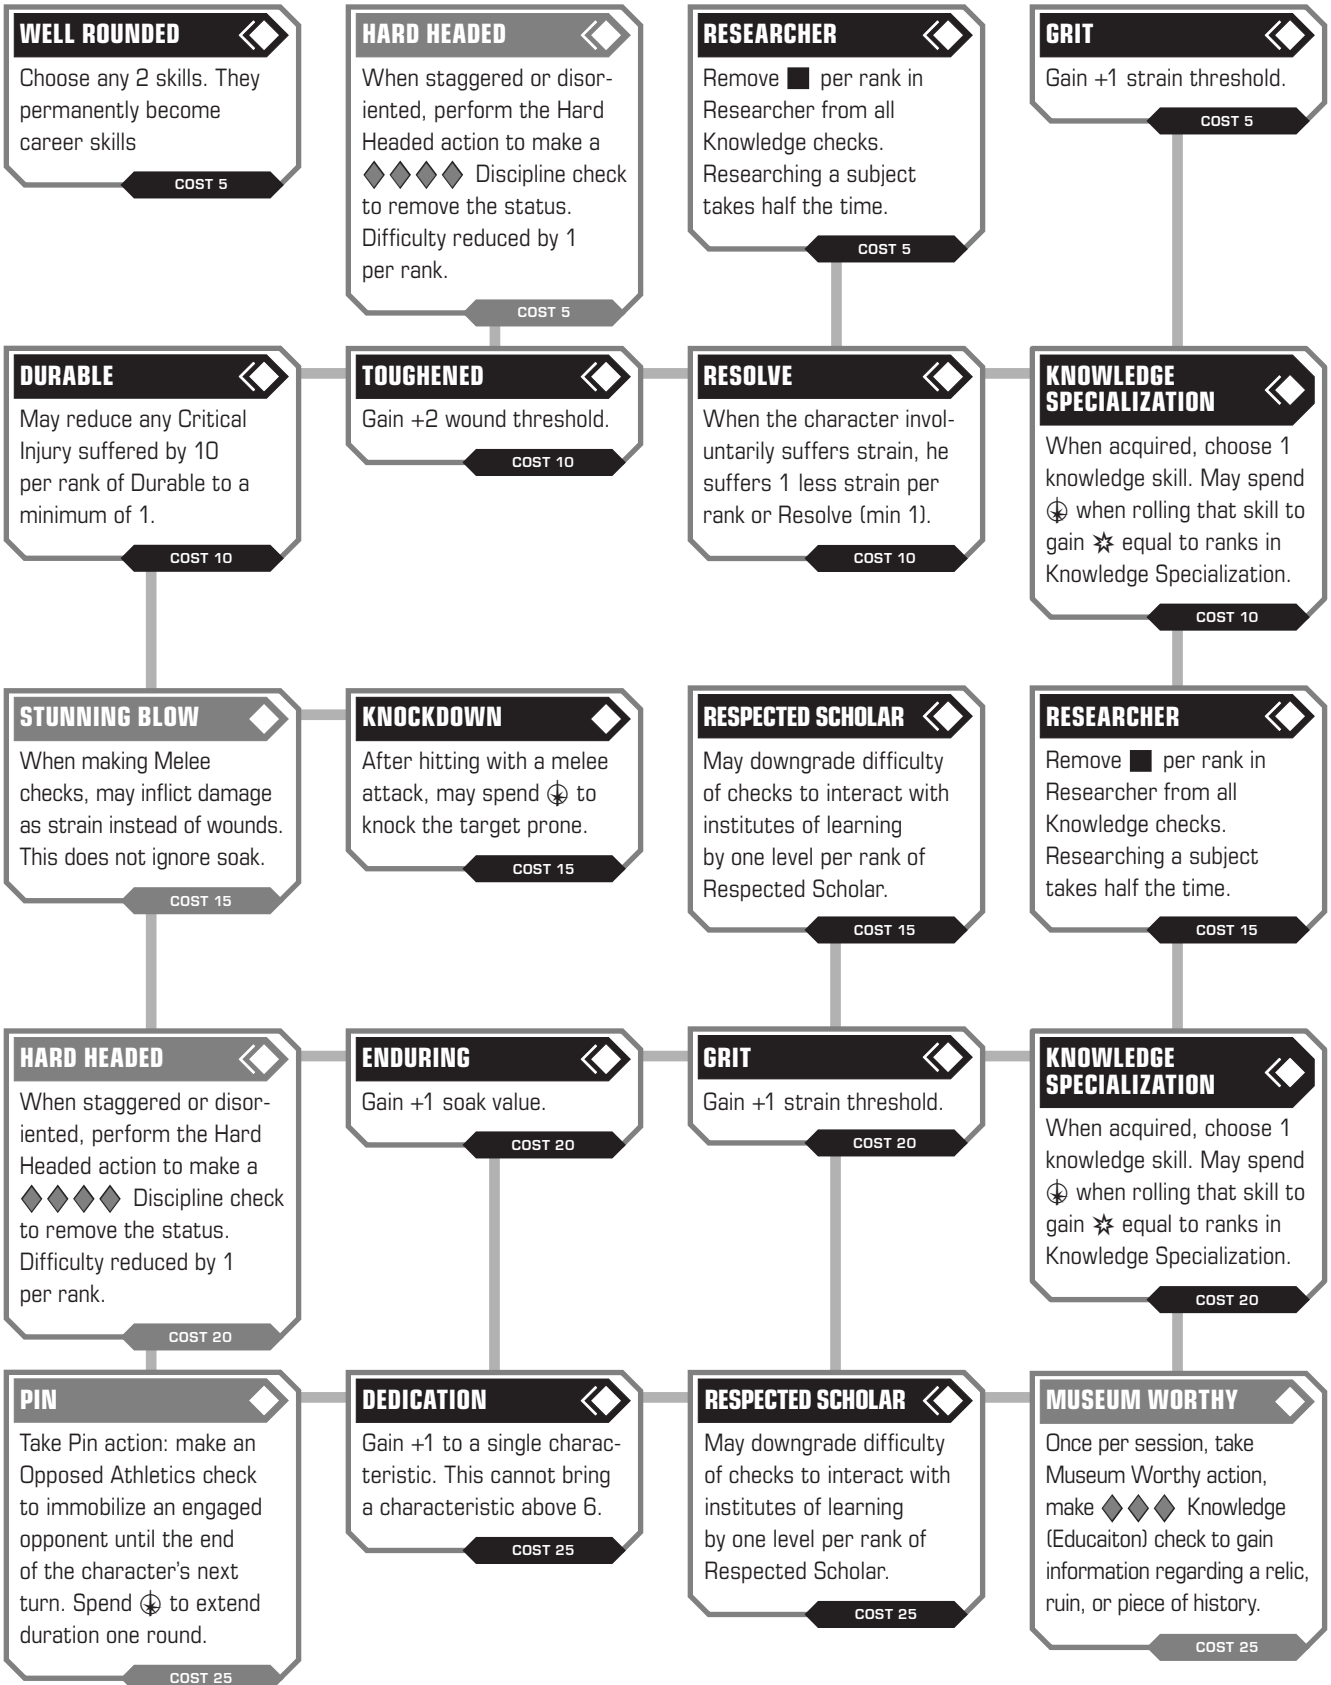 WELL ROUNDED
Choose any 2 skills. They
permanently become
career skills
COST 5
HARD HEADED
When staggered or disor-
iented, perform the Hard
Headed action to make a
Discipline check
to remove the status.
Difficulty reduced by 1
per rank.
COST 5
RESEARCHER
Remove per rank in
Researcher from all
Knowledge checks.
Researching a subject
takes half the time.
COST 5
GRIT
Gain +1 strain threshold.
COST 5
DURABLE
May reduce any Critical
Injury suffered by 10
per rank of Durable to a
minimum of 1.
COST 10
TOUGHENED
Gain +2 wound threshold.
COST 10
RESOLVE
When the character invol-
untarily suffers strain, he
suffers 1 less strain per
rank or Resolve (min 1).
COST 10
KNOWLEDGE
SPECIALIZATION
When acquired, choose 1
knowledge skill. May spend
when rolling that skill to
gain equal to ranks in
Knowledge Specialization.
COST 10
STUNNING BLOW
When making Melee
checks, may inflict damage
as strain instead of wounds.
This does not ignore soak.
COST 15
KNOCKDOWN
After hitting with a melee
attack, may spend to
knock the target prone.
COST 15
RESPECTED SCHOLAR
May downgrade difficulty
of checks to interact with
institutes of learning
by one level per rank of
Respected Scholar.
COST 15
RESEARCHER
Remove per rank in
Researcher from all
Knowledge checks.
Researching a subject
takes half the time.
COST 15
HARD HEADED
When staggered or disor-
iented, perform the Hard
Headed action to make a
Discipline check
to remove the status.
Difficulty reduced by 1
per rank.
COST 20
ENDURING
Gain +1 soak value.
COST 20
GRIT
Gain +1 strain threshold.
COST 20
KNOWLEDGE
SPECIALIZATION
When acquired, choose 1
knowledge skill. May spend
when rolling that skill to
gain equal to ranks in
Knowledge Specialization.
COST 20
PIN
Take Pin action: make an
Opposed Athletics check
to immobilize an engaged
opponent until the end
of the character's next
turn. Spend to extend
duration one round.
COST 25
DEDICATION
Gain +1 to a single charac-
teristic. This cannot bring
a characteristic above 6.
COST 25
RESPECTED SCHOLAR
May downgrade difficulty
of checks to interact with
institutes of learning
by one level per rank of
Respected Scholar.
COST 25
MUSEUM WORTHY
Once per session, take
Museum Worthy action,
make Knowledge
(Educaiton) check to gain
information regarding a relic,
ruin, or piece of history.
COST 25